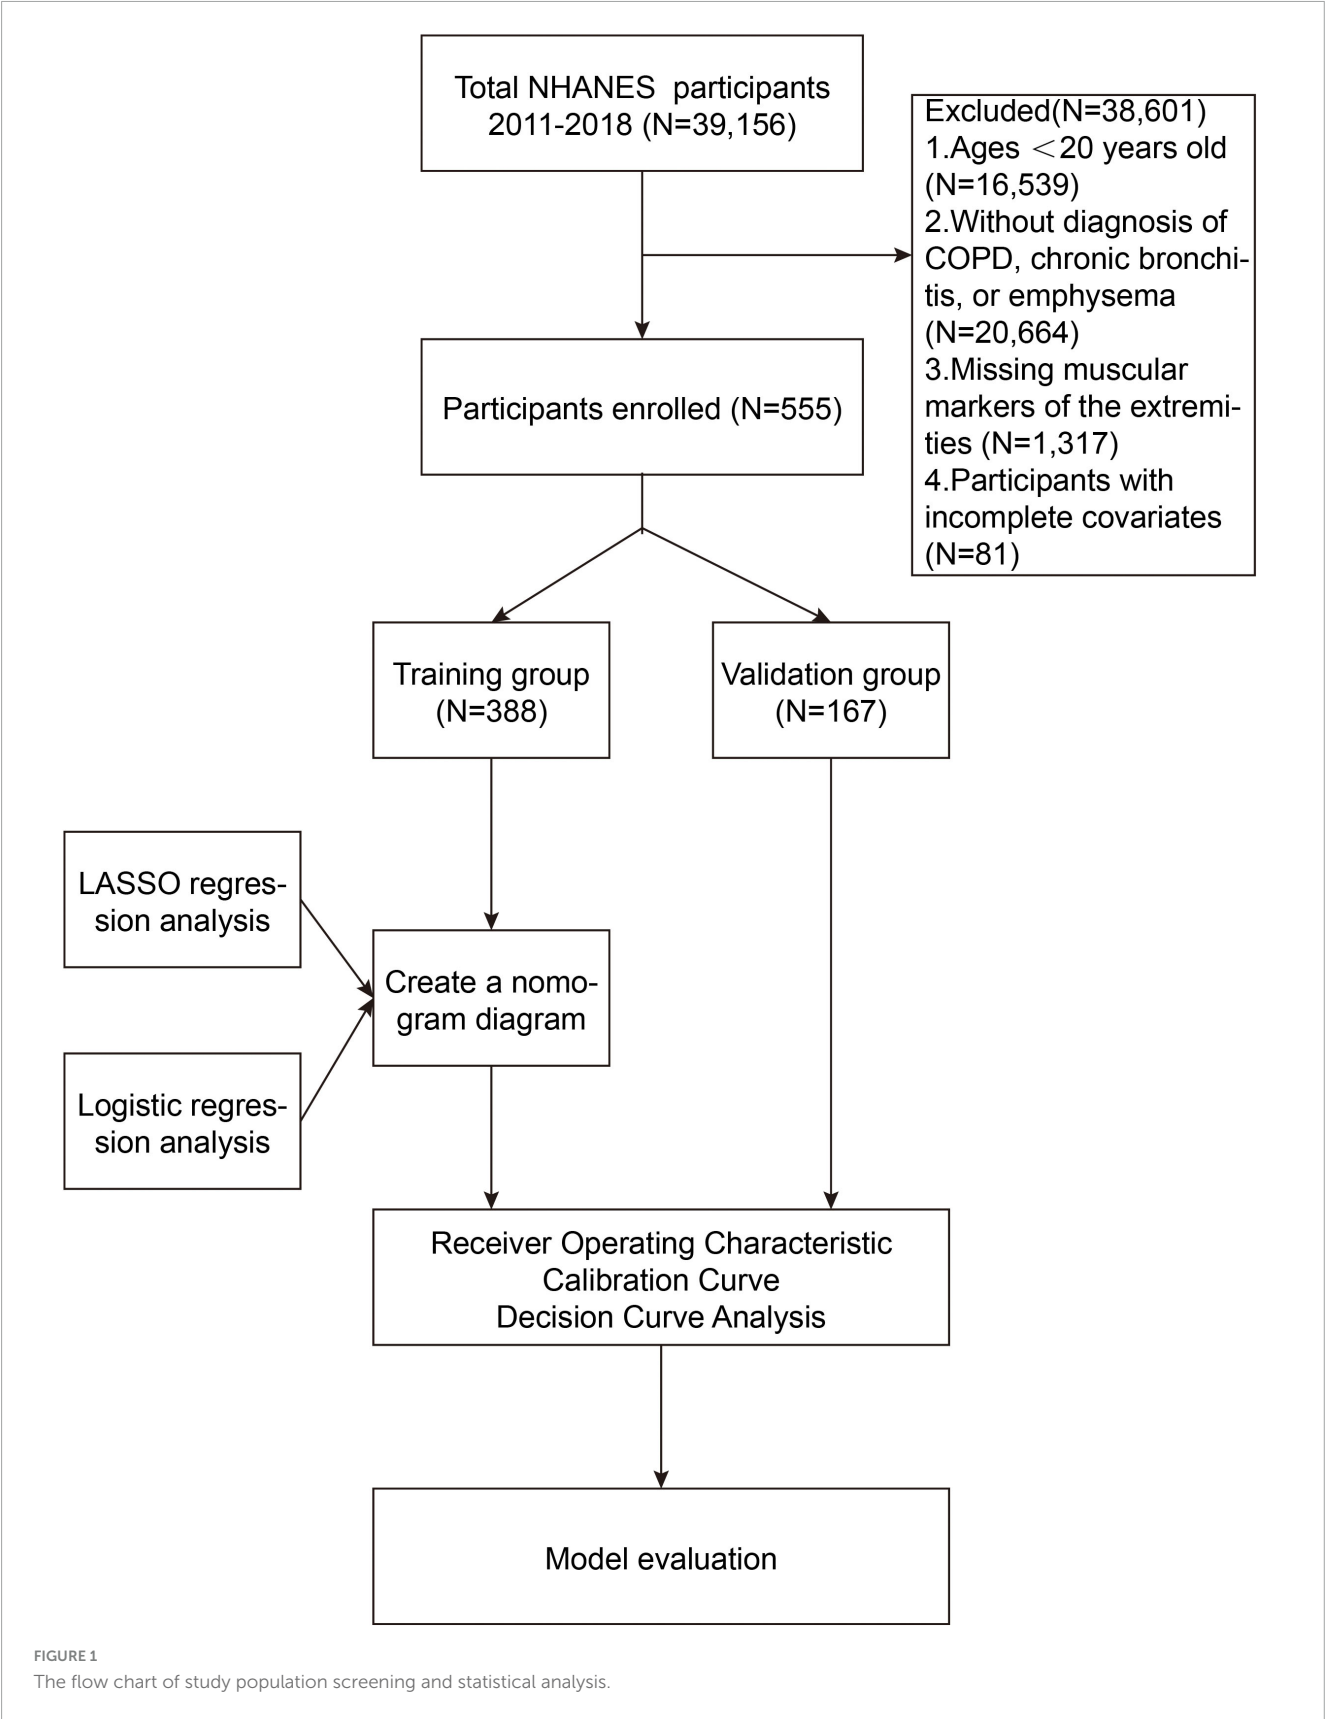 Total NHANES participants
2011-2018 (N=39,156)
Excluded(N=38,601)
1.Ages <20 years old
(N=16,539)
2.Without diagnosis of
COPD, chronic bronchi-
tis, or emphysema
(N=20,664)
3.Missing muscular
markers of the extremi-
ties (N=1,317)
4.Participants with
incomplete covariates
(N=81)
Participants enrolled (N=555)
Training group
(N=388)
Validation group
(N=167)
LASSO regres-
sion analysis
Create a nomo-
gram diagram
Logistic regres-
sion analysis
Receiver Operating Characteristic
Calibration Curve
Decision Curve Analysis
Model evaluation
FIGURE 1
The flow chart of study population screening and statistical analysis.